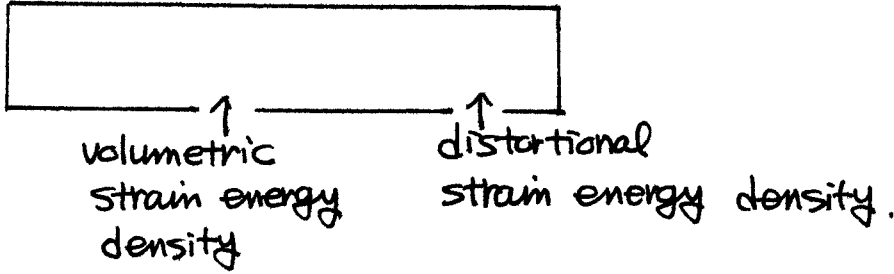 volumetric distortional
strain energy strain energy density.
density